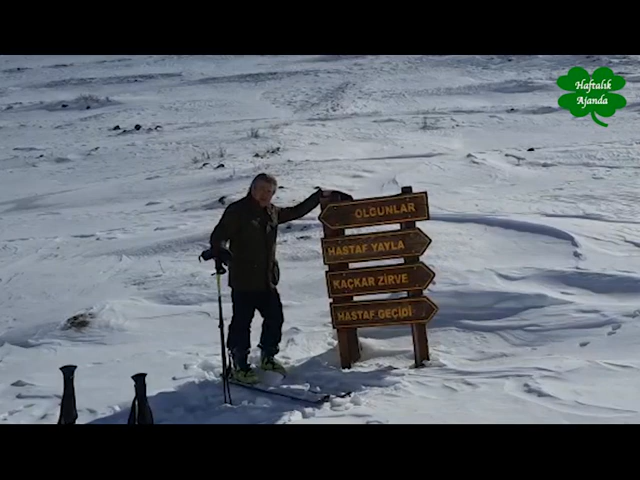 Haftalık
Ajanda
OLGUNLAR
HASTAF YAYLA
KAÇKAR ZİRVE
HASTAF GEÇİDİ